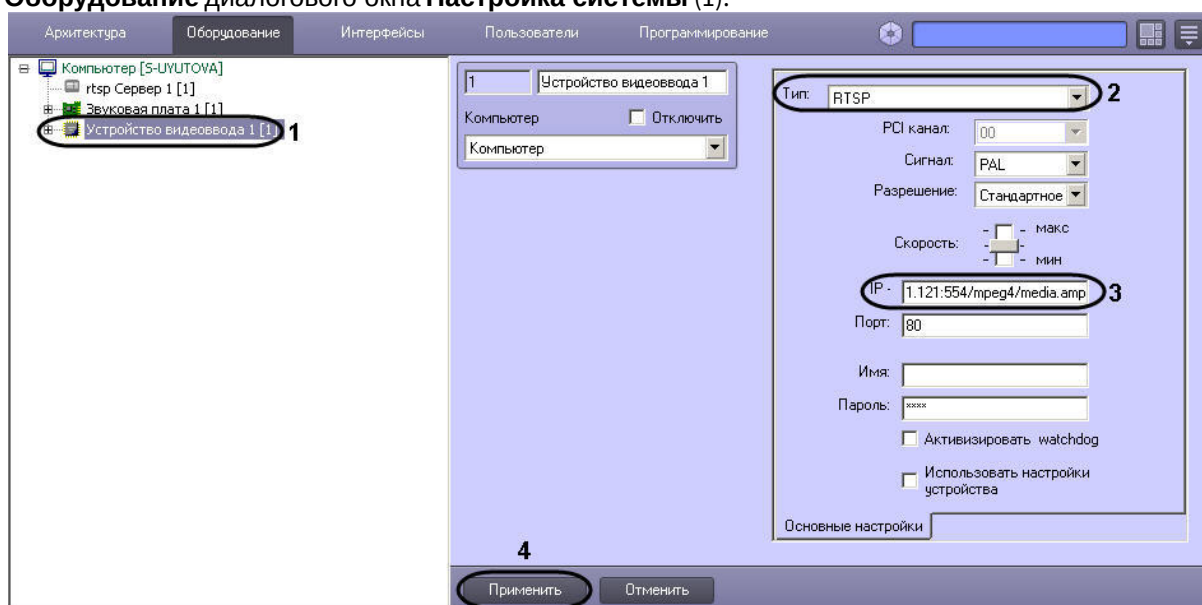 Оборудование диалогового окна Настройка системы (1).
Архитектура Оборудование Интерфейсы Пользователи Программирование
Компьютер [S-UYUTOVA]
rtsp Сервер 1 [1]
Звуковая плата 1 [1]
Устройство видеоввода 1 [1] 1
1 Устройство видеоввода 1
Компьютер Отключить
Компьютер
Тип: RTSP 2
PCI канал: 00
Сигнал: PAL
Разрешение: Стандартное
макс
Скорость:
мин
IP - 1.121:554/mpeg4/media.amp 3
Порт: 80
Имя:
Пароль: ××××
Активизировать watchdog
Использовать настройки
устройства
Основные настройки
4
Применить Отменить